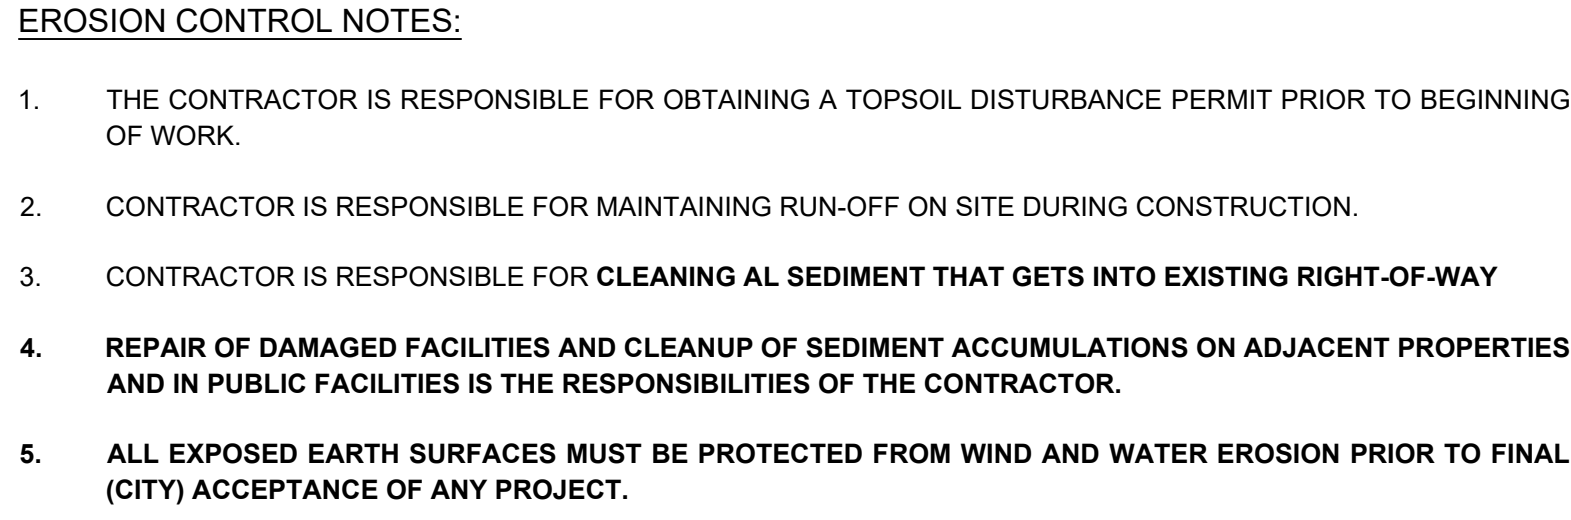 EROSION CONTROL NOTES:
1. THE CONTRACTOR IS RESPONSIBLE FOR OBTAINING A TOPSOIL DISTURBANCE PERMIT PRIOR TO BEGINNING
OF WORK.
2. CONTRACTOR IS RESPONSIBLE FOR MAINTAINING RUN-OFF ON SITE DURING CONSTRUCTION.
3. CONTRACTOR IS RESPONSIBLE FOR CLEANING AL SEDIMENT THAT GETS INTO EXISTING RIGHT-OF-WAY
4. REPAIR OF DAMAGED FACILITIES AND CLEANUP OF SEDIMENT ACCUMULATIONS ON ADJACENT PROPERTIES
AND IN PUBLIC FACILITIES IS THE RESPONSIBILITIES OF THE CONTRACTOR.
5. ALL EXPOSED EARTH SURFACES MUST BE PROTECTED FROM WIND AND WATER EROSION PRIOR TO FINAL
(CITY) ACCEPTANCE OF ANY PROJECT.